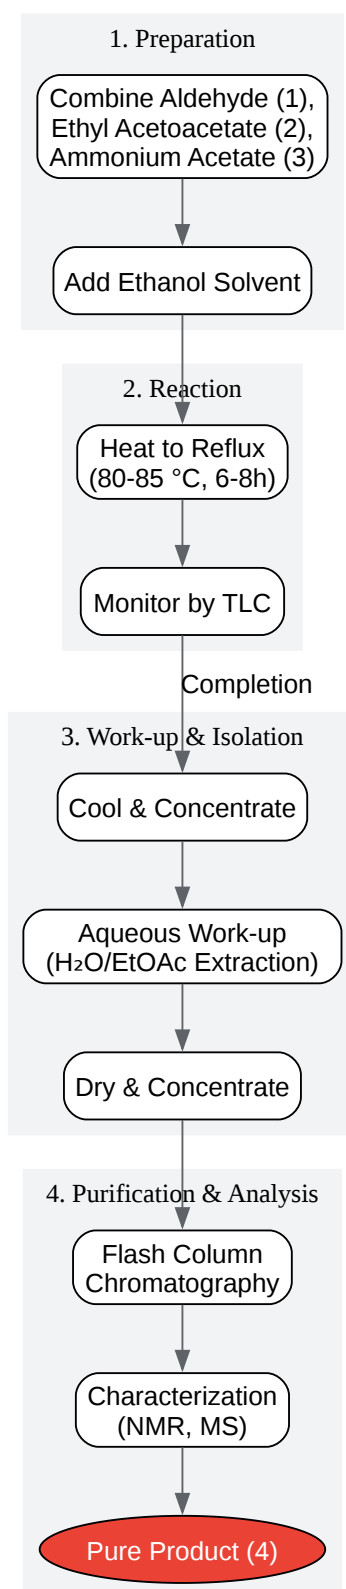 1. Preparation
Combine Aldehyde (1),
Ethyl Acetoacetate (2),
Ammonium Acetate (3)
Add Ethanol Solvent
2. Reaction
Heat to Reflux
(80-85 °C, 6-8h)
Monitor by TLC
Completion
3. Work-up & Isolation
Cool & Concentrate
Aqueous Work-up
(H₂O/EtOAc Extraction)
Dry & Concentrate
4. Purification & Analysis
Flash Column
Chromatography
Characterization
(NMR, MS)
Pure Product (4)